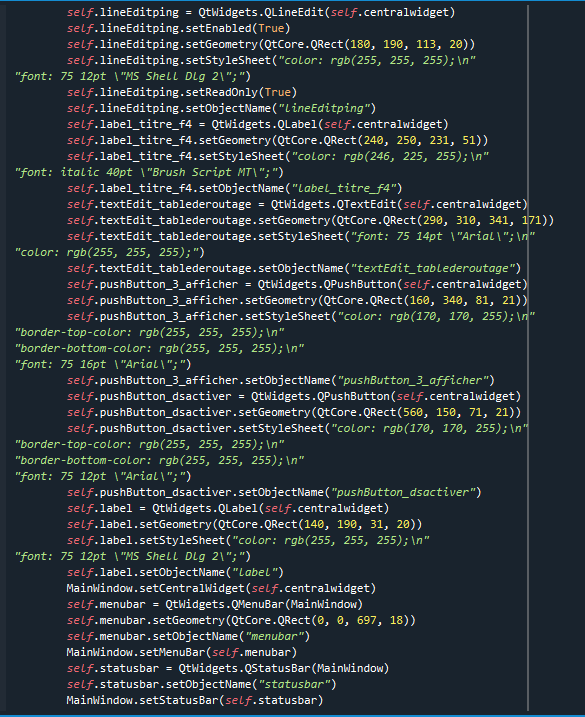 self.lineEditping = QtWidgets.QLineEdit(self.centralwidget)
self.lineEditping.setEnabled(True)
self.lineEditping.setGeometry(QtCore.QRect(180, 190, 113, 20))
self.lineEditping.setStyleSheet("color: rgb(255, 255, 255);\n"
"font: 75 12pt \"MS Shell Dlg 2\";")
self.lineEditping.setReadOnly(True)
self.lineEditping.setObjectName("lineEditping")
self.label_titre_f4 = QtWidgets.QLabel(self.centralwidget)
self.label_titre_f4.setGeometry(QtCore.QRect(240, 250, 231, 51))
self.label_titre_f4.setStyleSheet("color: rgb(246, 225, 255);\n"
"font: italic 40pt \"Brush Script MT\";")
self.label_titre_f4.setObjectName("label_titre_f4")
self.textEdit_tablederoutage = QtWidgets.QTextEdit(self.centralwidget)
self.textEdit_tablederoutage.setGeometry(QtCore.QRect(290, 310, 341, 171))
self.textEdit_tablederoutage.setStyleSheet("font: 75 14pt \"Arial\";\n"
"color: rgb(255, 255, 255);")
self.textEdit_tablederoutage.setObjectName("textEdit_tablederoutage")
self.pushButton_3_afficher = QtWidgets.QPushButton(self.centralwidget)
self.pushButton_3_afficher.setGeometry(QtCore.QRect(160, 340, 81, 21))
self.pushButton_3_afficher.setStyleSheet("color: rgb(170, 170, 255);\n"
"border-top-color: rgb(255, 255, 255);\n"
"border-bottom-color: rgb(255, 255, 255);\n"
"font: 75 16pt \"Arial\";")
self.pushButton_3_afficher.setObjectName("pushButton_3_afficher")
self.pushButton_dsactiver = QtWidgets.QPushButton(self.centralwidget)
self.pushButton_dsactiver.setGeometry(QtCore.QRect(560, 150, 71, 21))
self.pushButton_dsactiver.setStyleSheet("color: rgb(170, 170, 255);\n"
"border-top-color: rgb(255, 255, 255);\n"
"border-bottom-color: rgb(255, 255, 255);\n"
"font: 75 12pt \"Arial\";")
self.pushButton_dsactiver.setObjectName("pushButton_dsactiver")
self.label = QtWidgets.QLabel(self.centralwidget)
self.label.setGeometry(QtCore.QRect(140, 190, 31, 20))
self.label.setStyleSheet("color: rgb(255, 255, 255);\n"
"font: 75 12pt \"MS Shell Dlg 2\";")
self.label.setObjectName("label")
MainWindow.setCentralWidget(self.centralwidget)
self.menubar = QtWidgets.QMenuBar(MainWindow)
self.menubar.setGeometry(QtCore.QRect(0, 0, 697, 18))
self.menubar.setObjectName("menubar")
MainWindow.setMenuBar(self.menubar)
self.statusbar = QtWidgets.QStatusBar(MainWindow)
self.statusbar.setObjectName("statusbar")
MainWindow.setStatusBar(self.statusbar)